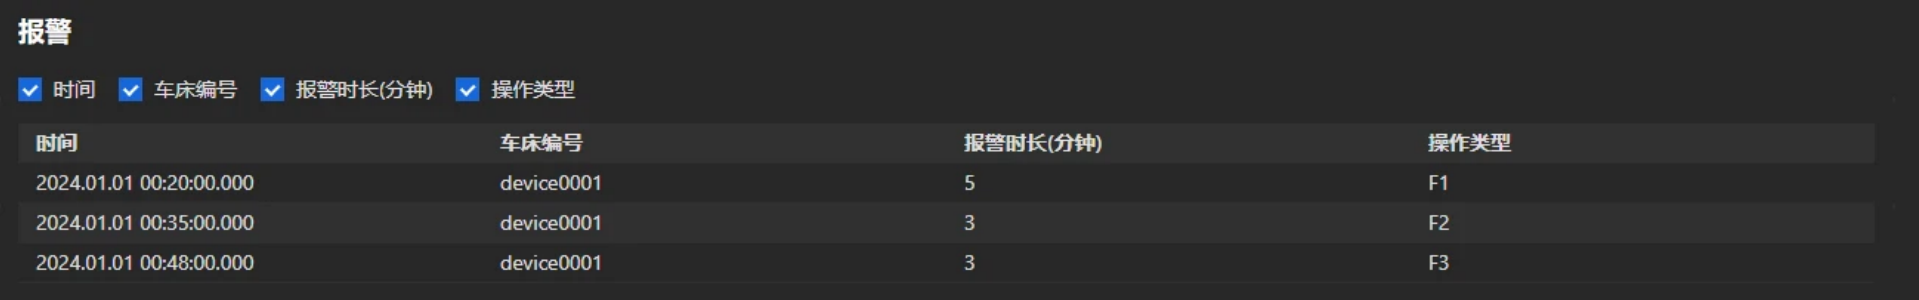 报警
时间 车床编号 报警时长(分钟) 操作类型
时间 车床编号 报警时长(分钟) 操作类型
2024.01.01 00:20:00.000 device0001 5 F1
2024.01.01 00:35:00.000 device0001 3 F2
2024.01.01 00:48:00.000 device0001 3 F3